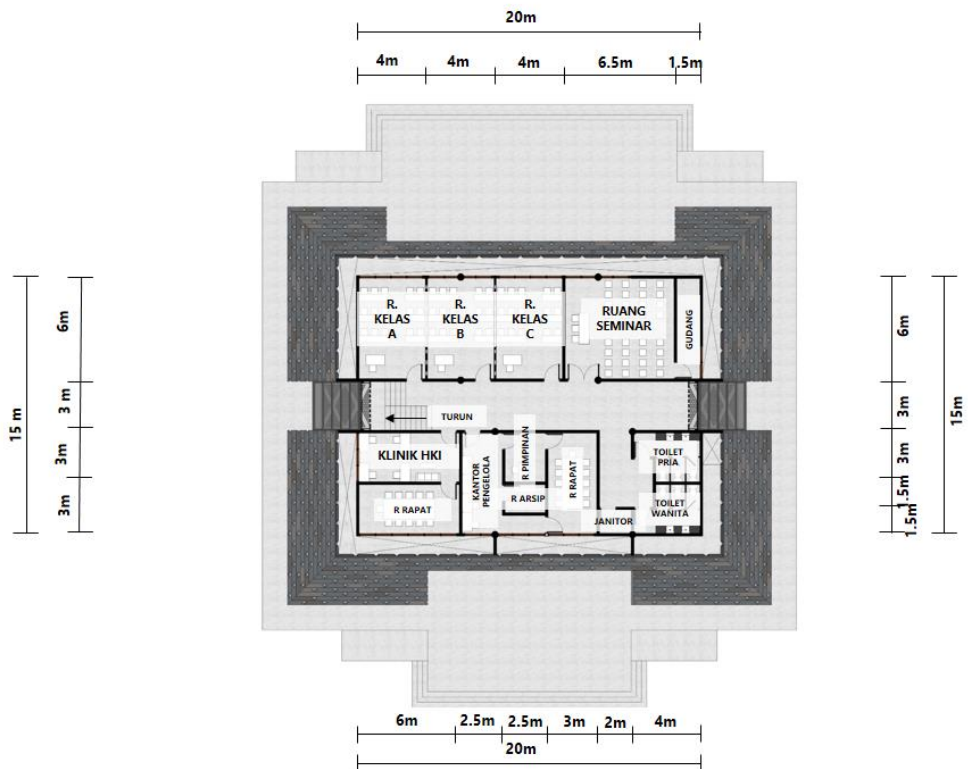 20m
4m
4m
4m
6.5m
1.5m
15 m
6m
3 m
3m
3m
R.
KELAS
A
R.
KELAS
B
R.
KELAS
C
RUANG
SEMINAR
GUDANG
6m
3m
3m
1.5m
1.5m
15m
TURUN
KLINIK HKI
R RAPAT
KANTOR
PENGELOLA
R PIMPINAN
R ARSIP
R RAPAT
JANITOR
TOILET
PRIA
TOILET
WANITA
6m
2.5m
2.5m
3m
2m
4m
20m